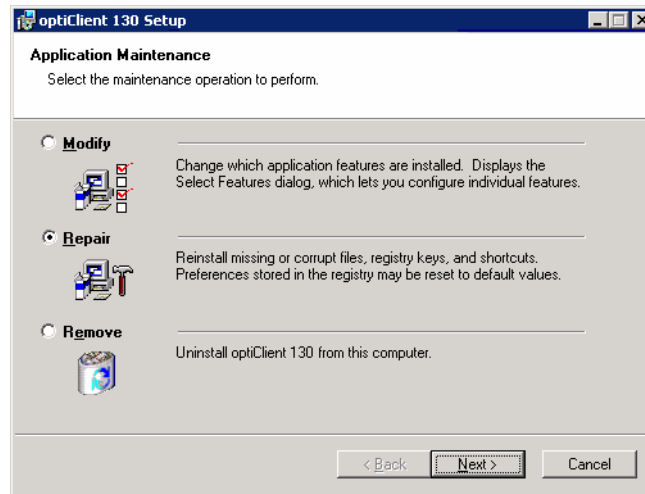 optiClient 130 Setup
Application Maintenance
Select the maintenance operation to perform.
Modify
Change which application features are installed. Displays the
Select Features dialog, which lets you configure individual features.
Repair
Reinstall missing or corrupt files, registry keys, and shortcuts.
Preferences stored in the registry may be reset to default values.
Remove
Uninstall optiClient 130 from this computer.
< Back Next > Cancel